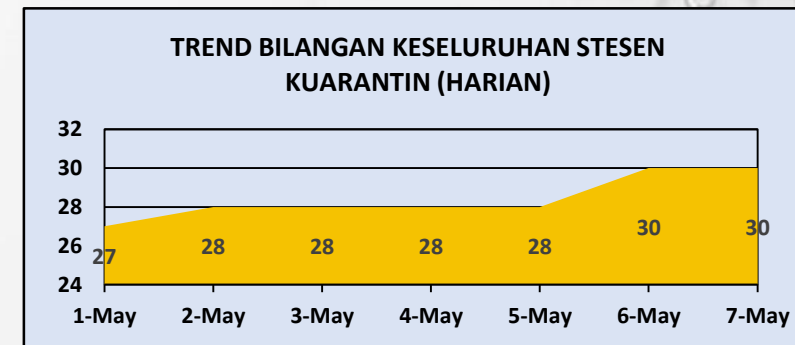 TREND BILANGAN KESELURUHAN STESEN
KUARANTIN (HARIAN)
32
30
28
26
24
27 28 28 28 28 30 30
1-May 2-May 3-May 4-May 5-May 6-May 7-May